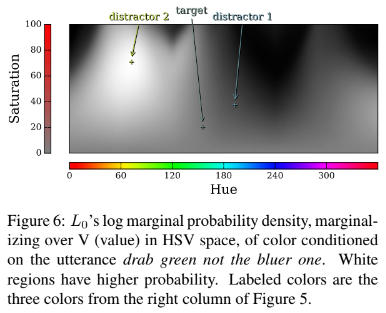 target
distractor 2 distractor 1
100
80
60
40
20
0
Saturation
0 60 120 180 240 300
Hue
Figure 6: L₀'s log marginal probability density, marginal-
izing over V (value) in HSV space, of color conditioned
on the utterance drab green not the bluer one. White
regions have higher probability. Labeled colors are the
three colors from the right column of Figure 5.